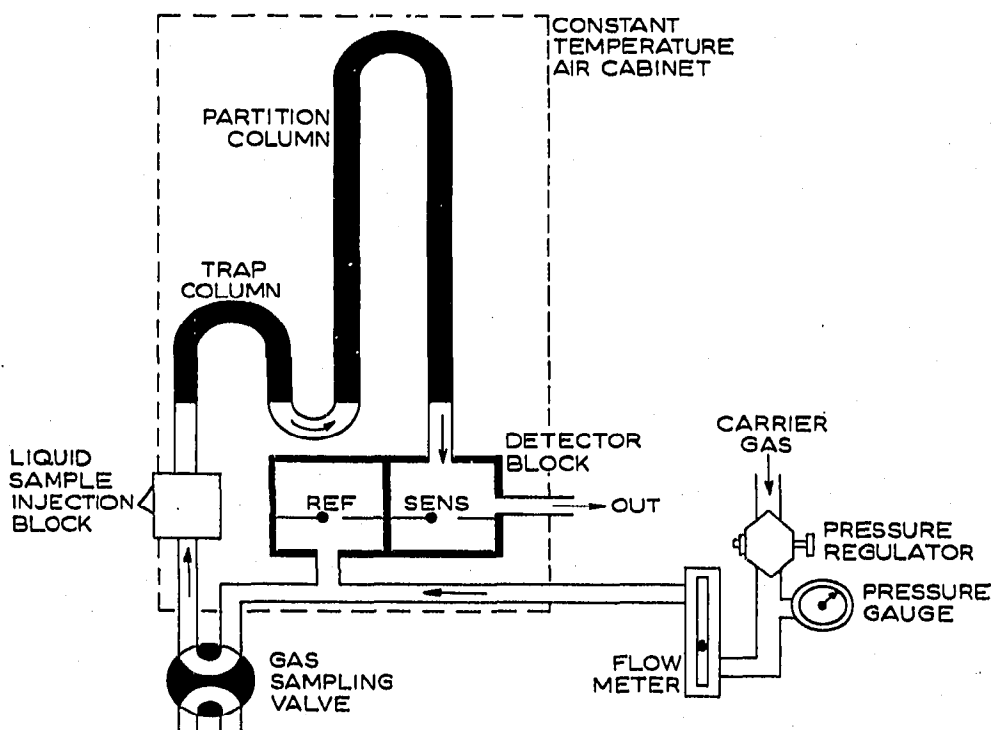 CONSTANT
TEMPERATURE
AIR CABINET
PARTITION
COLUMN
TRAP
COLUMN
LIQUID
SAMPLE
INJECTION
BLOCK
DETECTOR
BLOCK
REF
SENS
OUT
CARRIER
GAS
PRESSURE
REGULATOR
PRESSURE
GAUGE
FLOW
METER
GAS
SAMPLING
VALVE